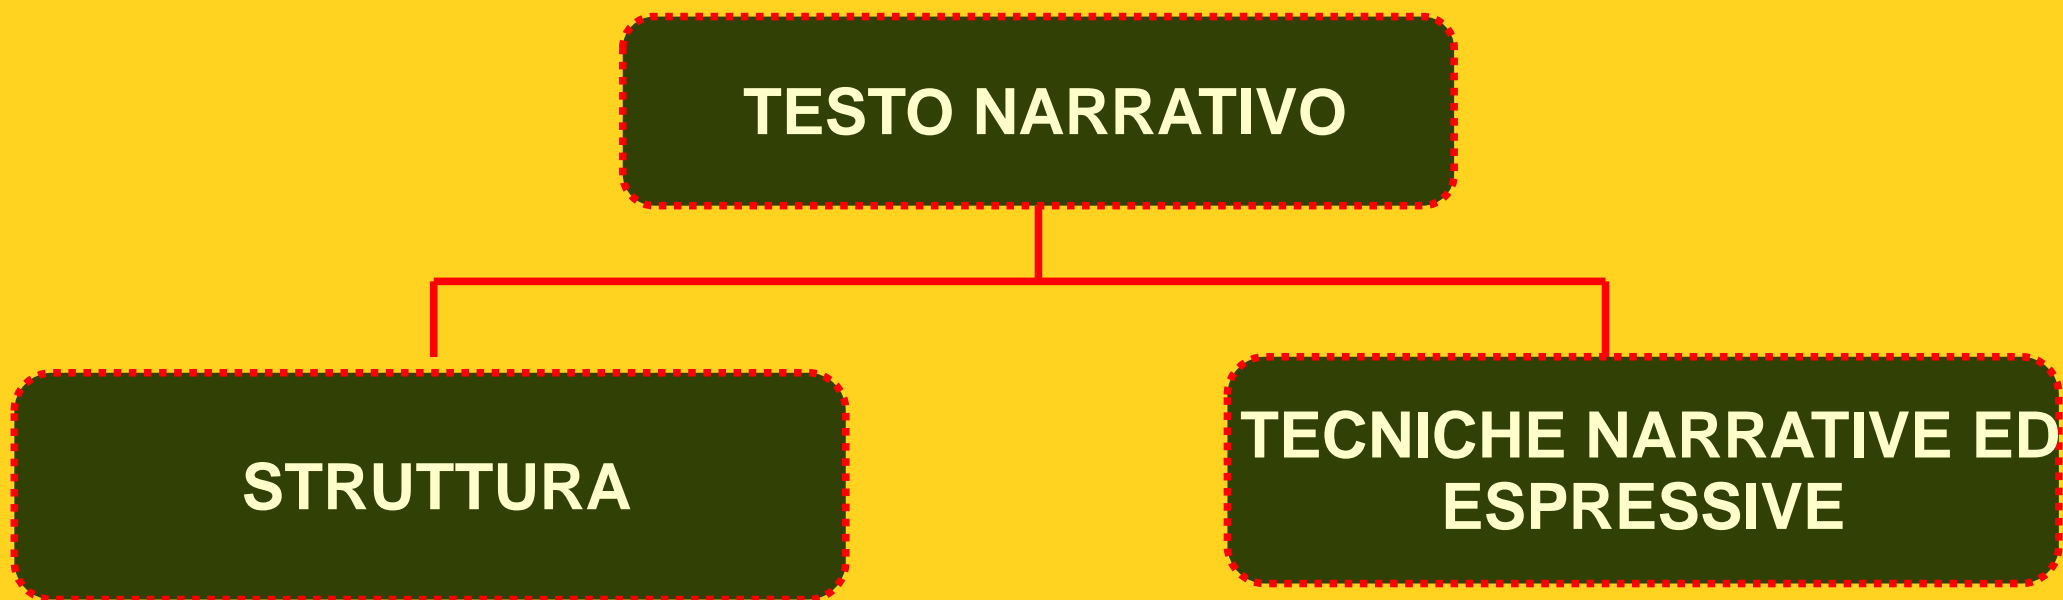 TESTO NARRATIVO
STRUTTURA
TECNICHE NARRATIVE ED
ESPRESSIVE